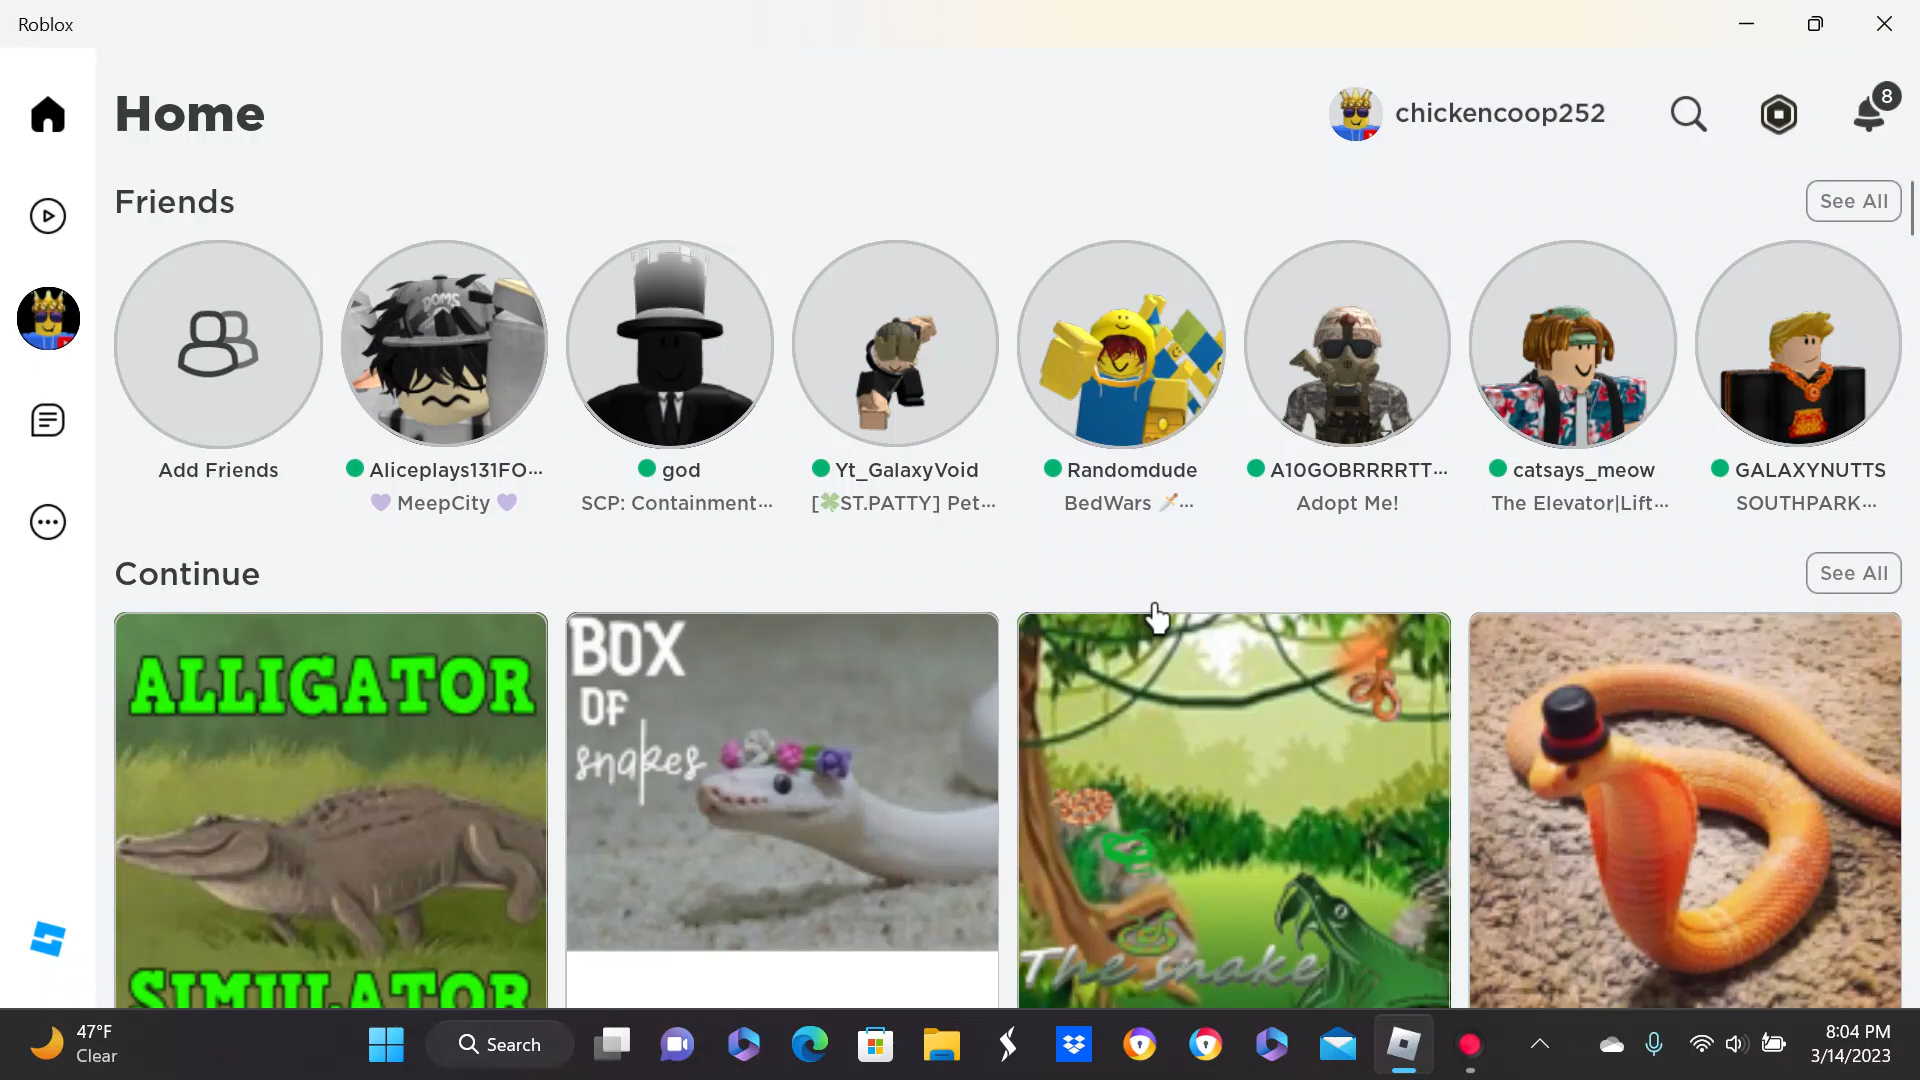 Roblox
Home
chickencoop252
8
Friends
See All
DOMS
Add Friends
Aliceplays131FO...
💜 MeepCity 💜
god
SCP: Containment...
Yt_GalaxyVoid
[🍀ST.PATTY] Pet...
Randomdude
BedWars 🗡️...
A10GOBRRRRTT...
Adopt Me!
catsays_meow
The Elevator|Lift...
GALAXYNUTTS
SOUTHPARK...
Continue
See All
ALLIGATOR
SIMULATOR
BOX
OF
snakes
The snake
47°F
Clear
Search
8:04 PM
3/14/2023